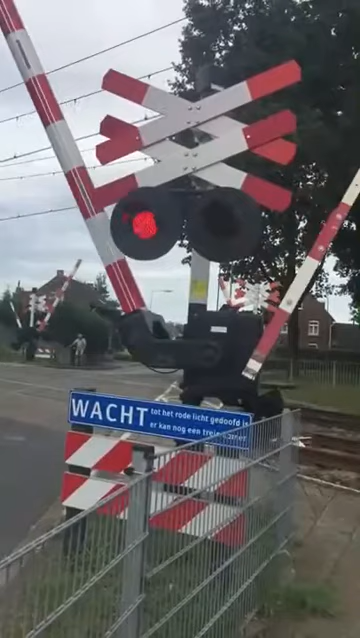 WACHT tot het rode licht gedoofd is
er kan nog een trein komen